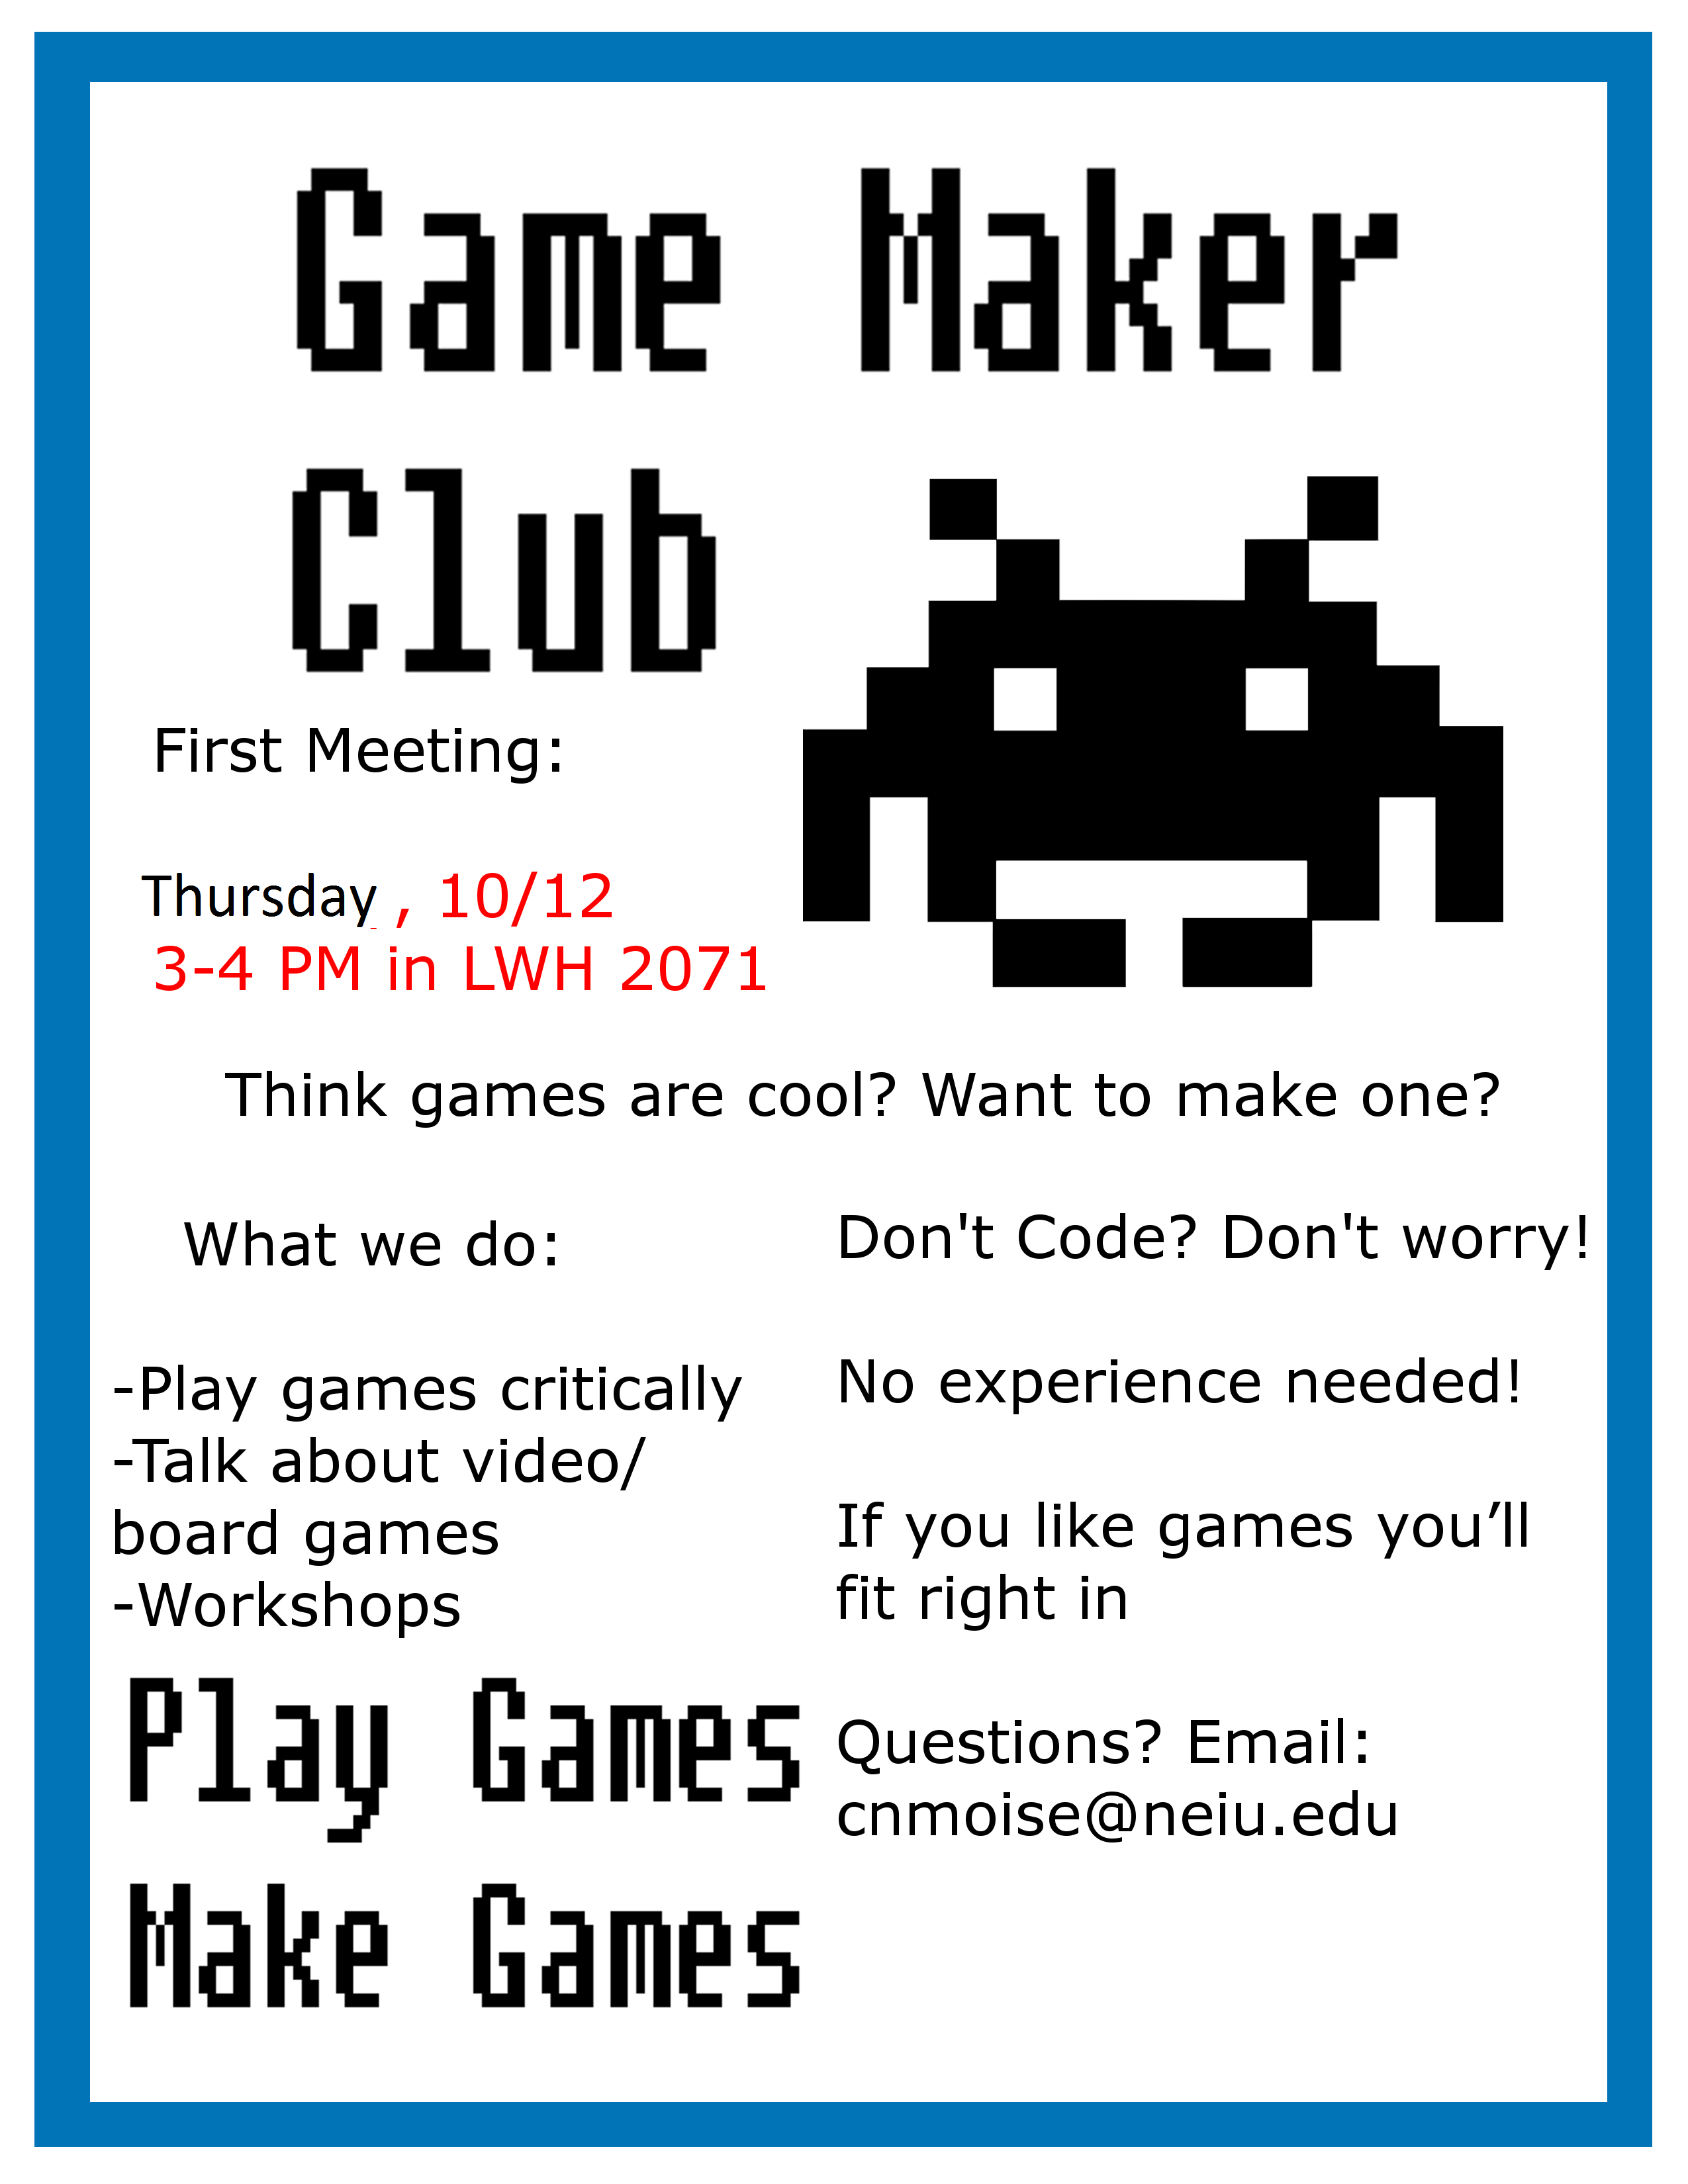 Game Maker
Club
First Meeting:
Thursday , 10/12
3-4 PM in LWH 2071
Think games are cool? Want to make one?
What we do:
-Play games critically
-Talk about video/
board games
-Workshops
Play Games
Make Games
Don't Code? Don't worry!
No experience needed!
If you like games you’ll
fit right in
Questions? Email:
cnmoise@neiu.edu